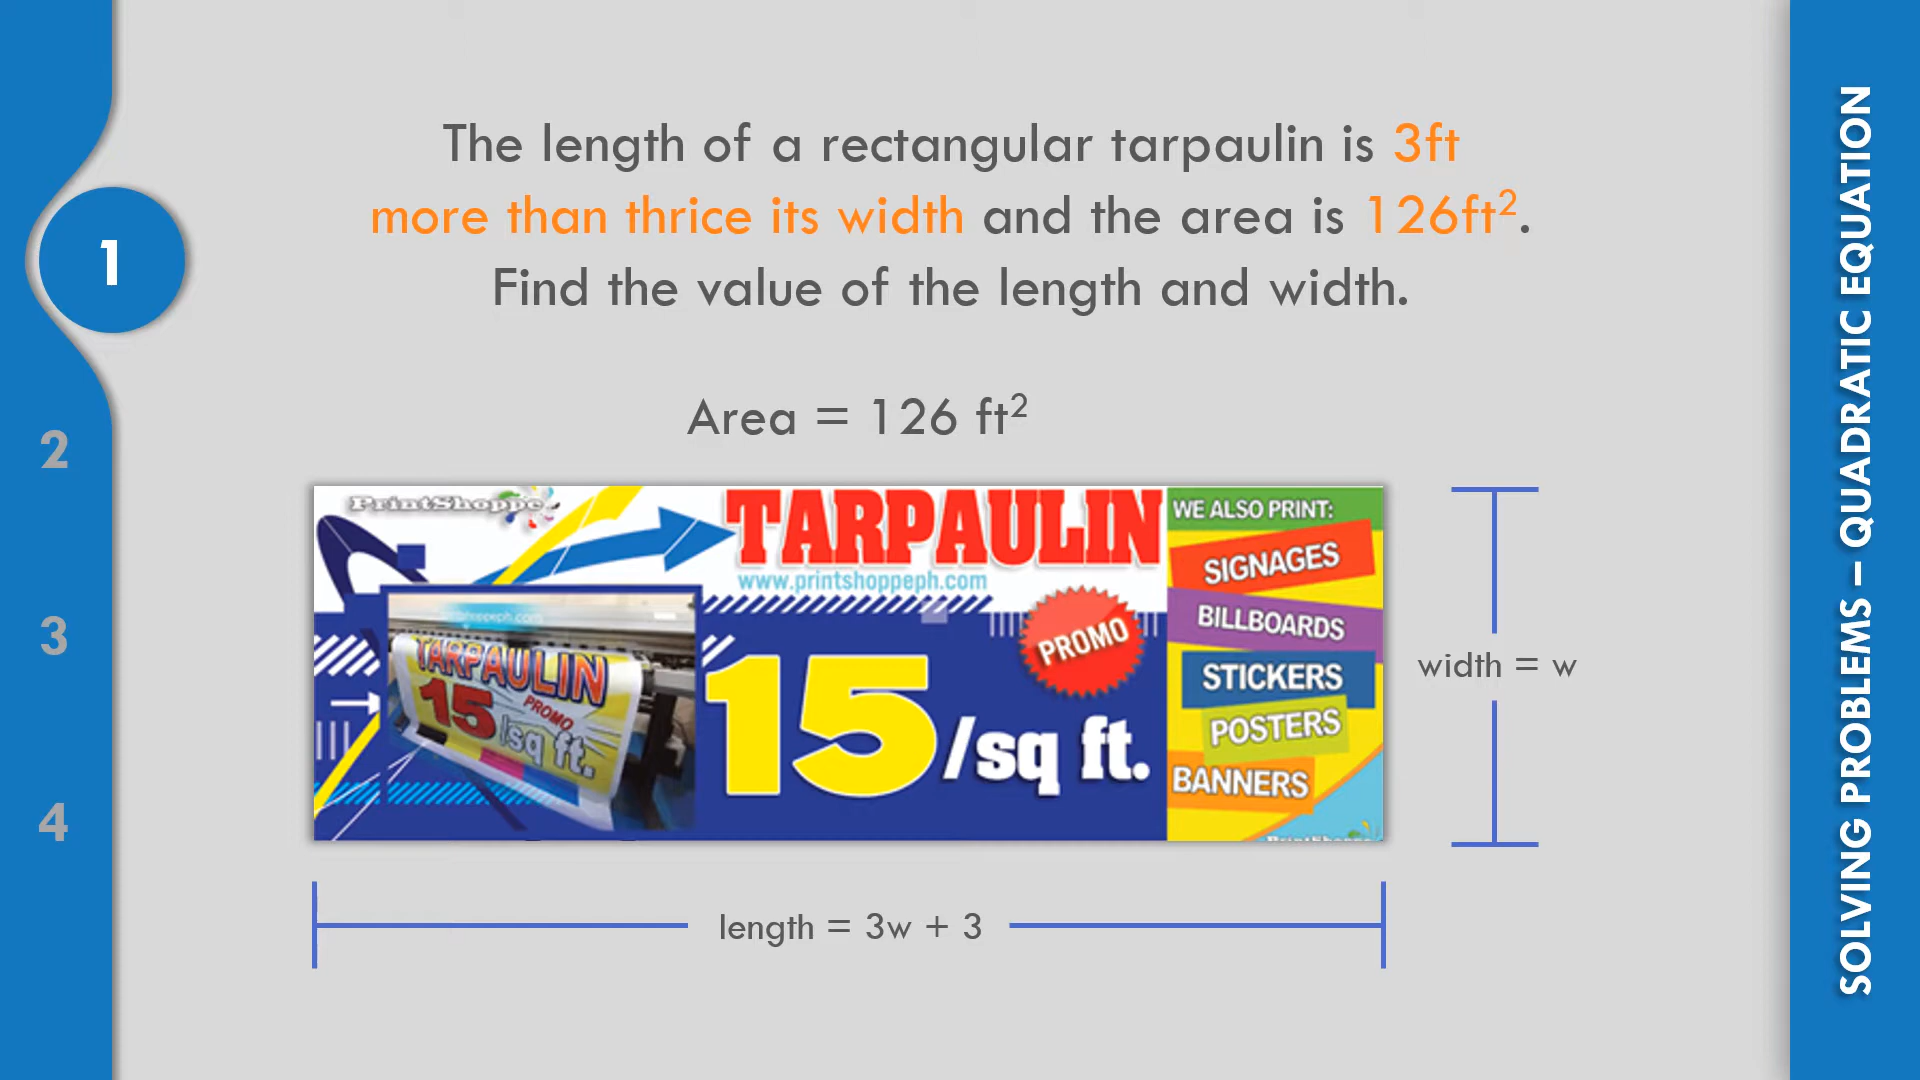 The length of a rectangular tarpaulin is 3ft
more than thrice its width and the area is 126ft².
Find the value of the length and width.
1
2
3
4
Area = 126 ft²
PrintShoppe
TARPAULIN
www.printshoppeph.com
PROMO
15/sq ft.
TARPAULIN
15
PROMO
/sq ft.
WE ALSO PRINT:
SIGNAGES
BILLBOARDS
STICKERS
POSTERS
BANNERS
width = w
length = 3w + 3
SOLVING PROBLEMS – QUADRATIC EQUATION